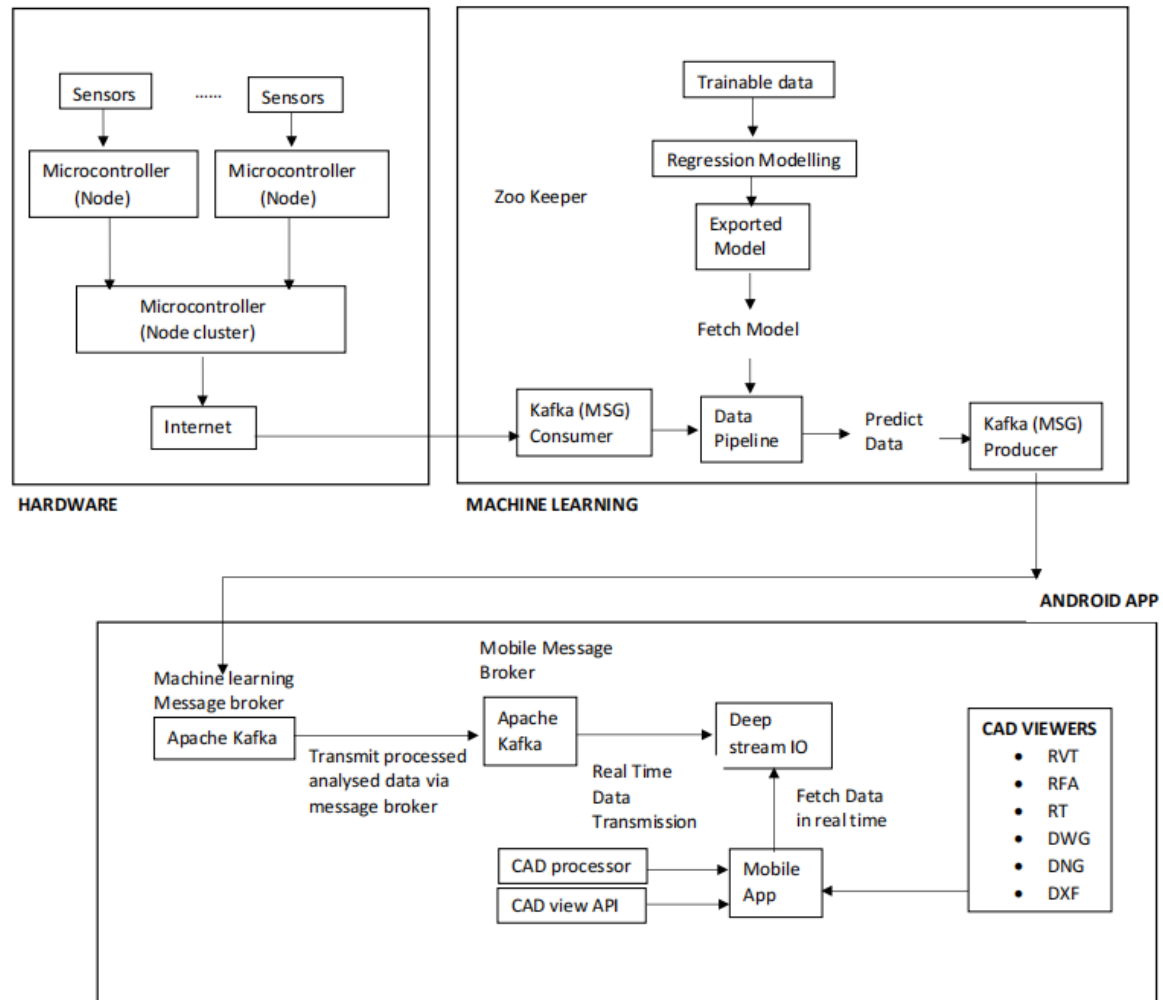 Sensors
......
Sensors
Microcontroller
(Node)
Microcontroller
(Node)
Microcontroller
(Node cluster)
Internet
HARDWARE
Trainable data
Regression Modelling
Zoo Keeper
Exported
Model
Fetch Model
Kafka (MSG)
Consumer
Data
Pipeline
Predict
Data
Kafka (MSG)
Producer
MACHINE LEARNING
ANDROID APP
Machine learning
Message broker
Apache Kafka
Transmit processed
analysed data via
message broker
Mobile Message
Broker
Apache
Kafka
Real Time
Data
Transmission
Deep
stream IO
Fetch Data
in real time
CAD processor
CAD view API
Mobile
App
CAD VIEWERS
• RVT
• RFA
• RT
• DWG
• DNG
• DXF